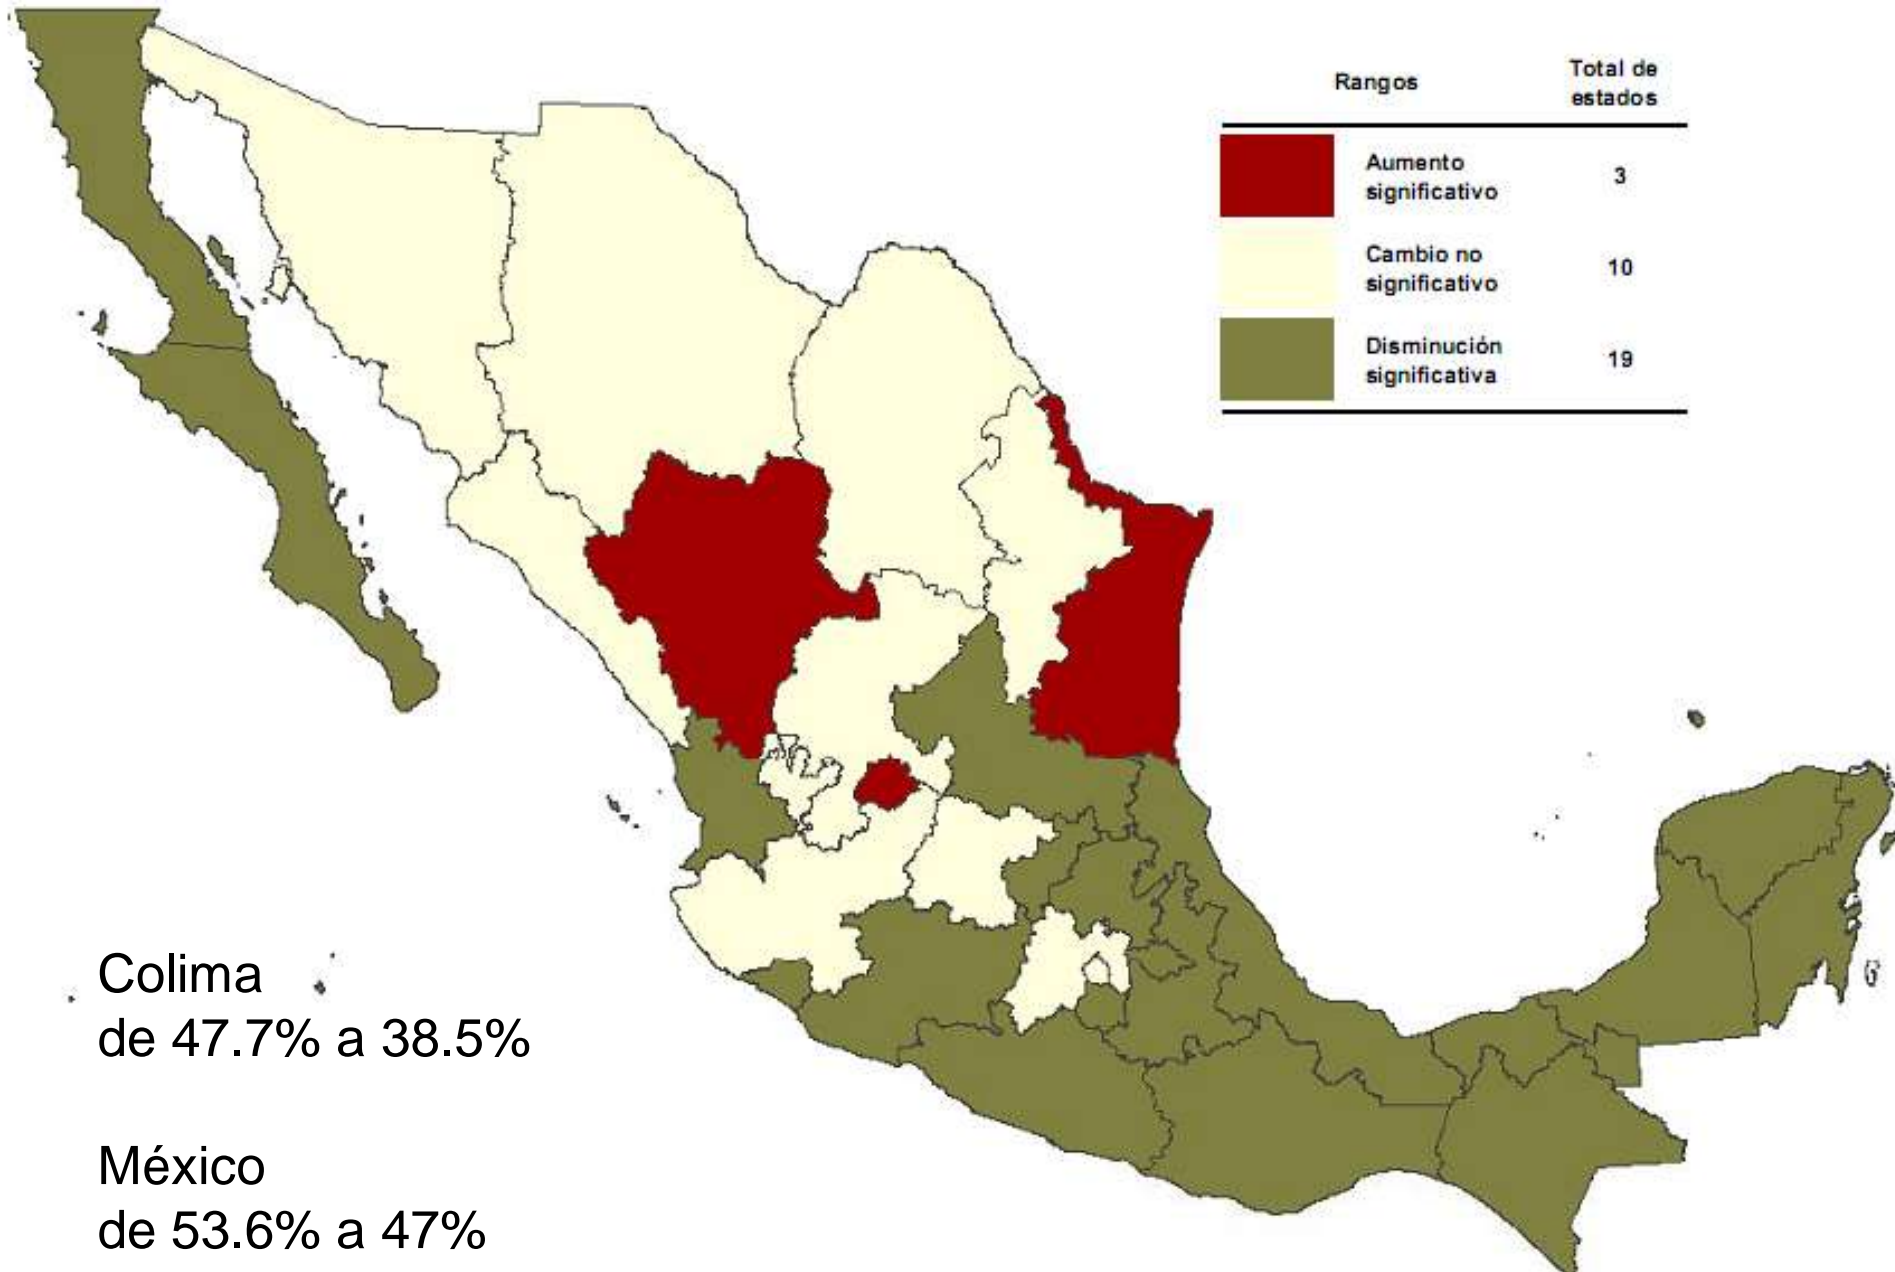 Rangos
Total de
estados
Aumento
significativo
3
Cambio no
significativo
10
Disminución
significativa
19
Colima
de 47.7% a 38.5%
México
de 53.6% a 47%